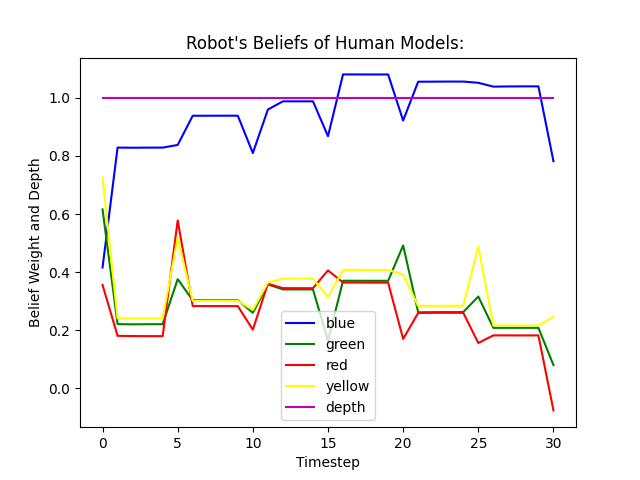 Robot's Beliefs of Human Models:
Belief Weight and Depth
1.0
0.8
0.6
0.4
0.2
0.0
blue
green
red
yellow
depth
0 5 10 15 20 25 30
Timestep